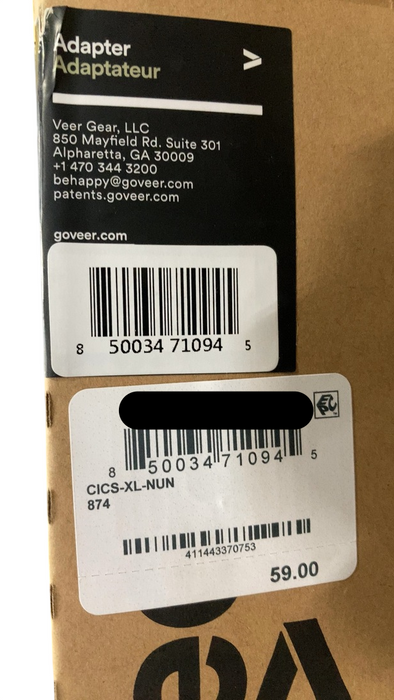 Adapter
Adaptateur
Veer Gear, LLC
850 Mayfield Rd. Suite 301
Alpharetta, GA 30009
+1 470 344 3200
behappy@goveer.com
patents.goveer.com
goveer.com
8 50034 71094 5
8 50034 71094 5
CICS-XL-NUN
874
411443370753
59.00